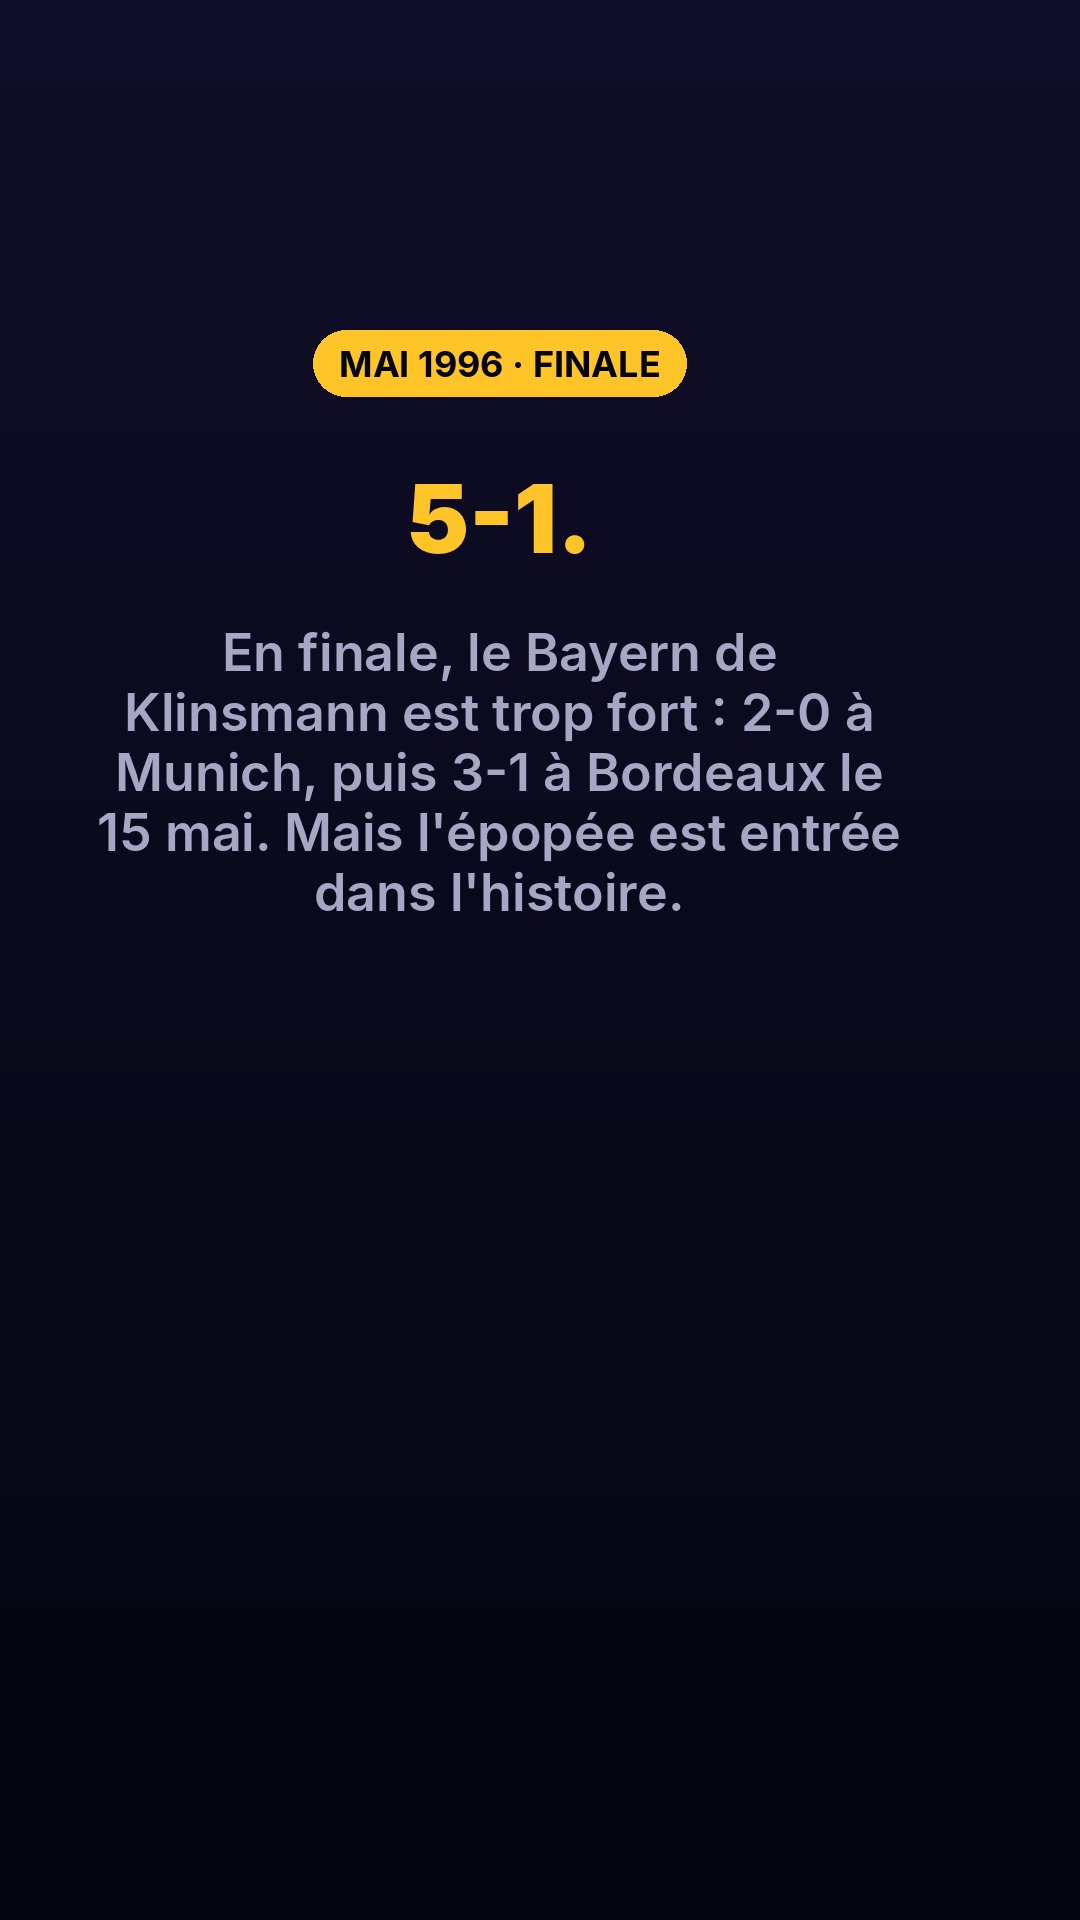 MAI 1996 · FINALE
5-1.
En finale, le Bayern de
Klinsmann est trop fort : 2-0 à
Munich, puis 3-1 à Bordeaux le
15 mai. Mais l'épopée est entrée
dans l'histoire.